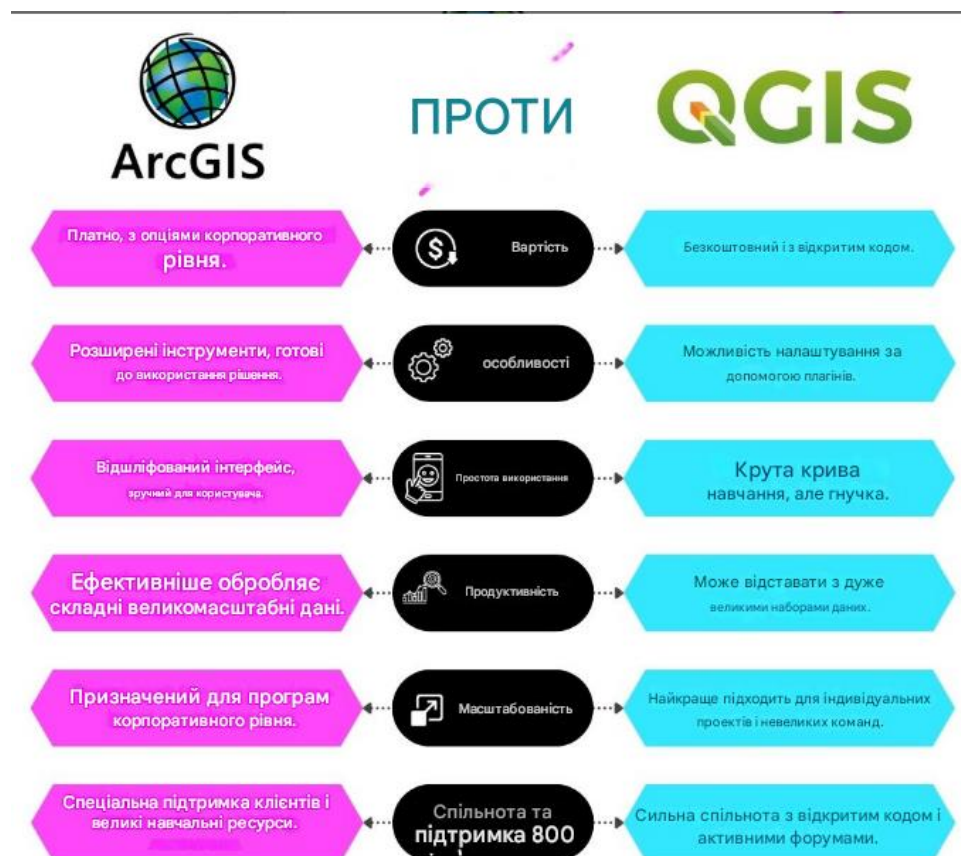 ArcGIS
ПРОТИ
QGIS
Платно, з опціями корпоративного
рівня.
Вартість
Безкоштовний і з відкритим кодом.
Розширені інструменти, готові
до використання рішення.
особливості
Можливість налаштування за
допомогою плагінів.
Відшліфований інтерфейс,
зручний для користувача.
Простота використання
Крута крива
навчання, але гнучка.
Ефективніше обробляє
складні великомасштабні дані.
Продуктивність
Може відставати з дуже
великими наборами даних.
Призначений для програм
корпоративного рівня.
Масштабованість
Найкраще підходить для індивідуальних
проектів і невеликих команд.
Спеціальна підтримка клієнтів і
великі навчальні ресурси.
Спільнота та
підтримка 800
Сильна спільнота з відкритим кодом і
активними форумами.